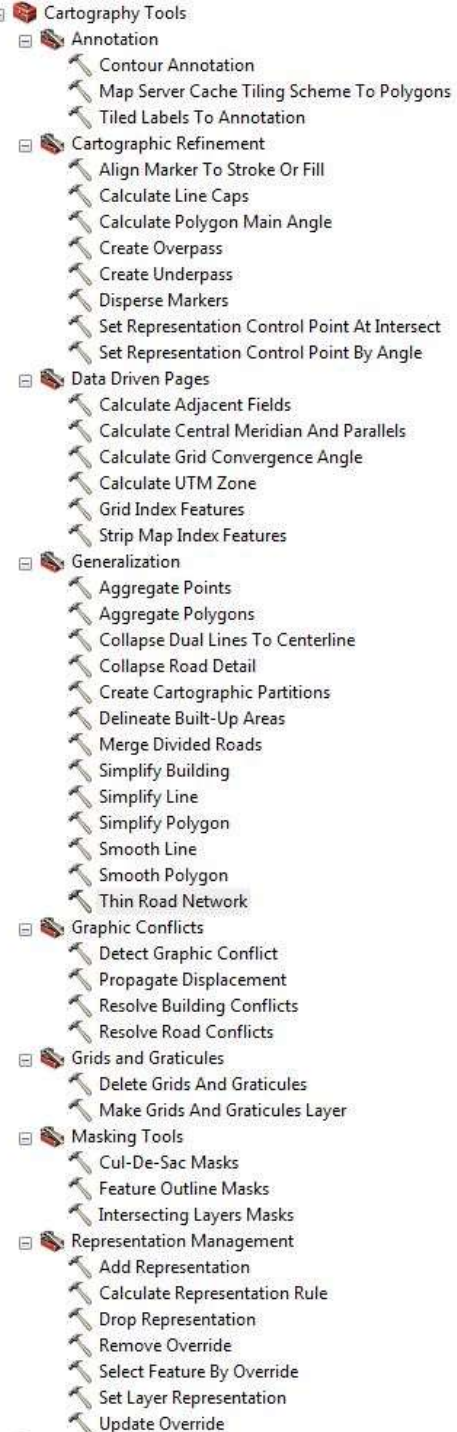 Cartography Tools
Annotation
Contour Annotation
Map Server Cache Tiling Scheme To Polygons
Tiled Labels To Annotation
Cartographic Refinement
Align Marker To Stroke Or Fill
Calculate Line Caps
Calculate Polygon Main Angle
Create Overpass
Create Underpass
Disperse Markers
Set Representation Control Point At Intersect
Set Representation Control Point By Angle
Data Driven Pages
Calculate Adjacent Fields
Calculate Central Meridian And Parallels
Calculate Grid Convergence Angle
Calculate UTM Zone
Grid Index Features
Strip Map Index Features
Generalization
Aggregate Points
Aggregate Polygons
Collapse Dual Lines To Centerline
Collapse Road Detail
Create Cartographic Partitions
Delineate Built-Up Areas
Merge Divided Roads
Simplify Building
Simplify Line
Simplify Polygon
Smooth Line
Smooth Polygon
Thin Road Network
Graphic Conflicts
Detect Graphic Conflict
Propagate Displacement
Resolve Building Conflicts
Resolve Road Conflicts
Grids and Graticules
Delete Grids And Graticules
Make Grids And Graticules Layer
Masking Tools
Cul-De-Sac Masks
Feature Outline Masks
Intersecting Layers Masks
Representation Management
Add Representation
Calculate Representation Rule
Drop Representation
Remove Override
Select Feature By Override
Set Layer Representation
Update Override